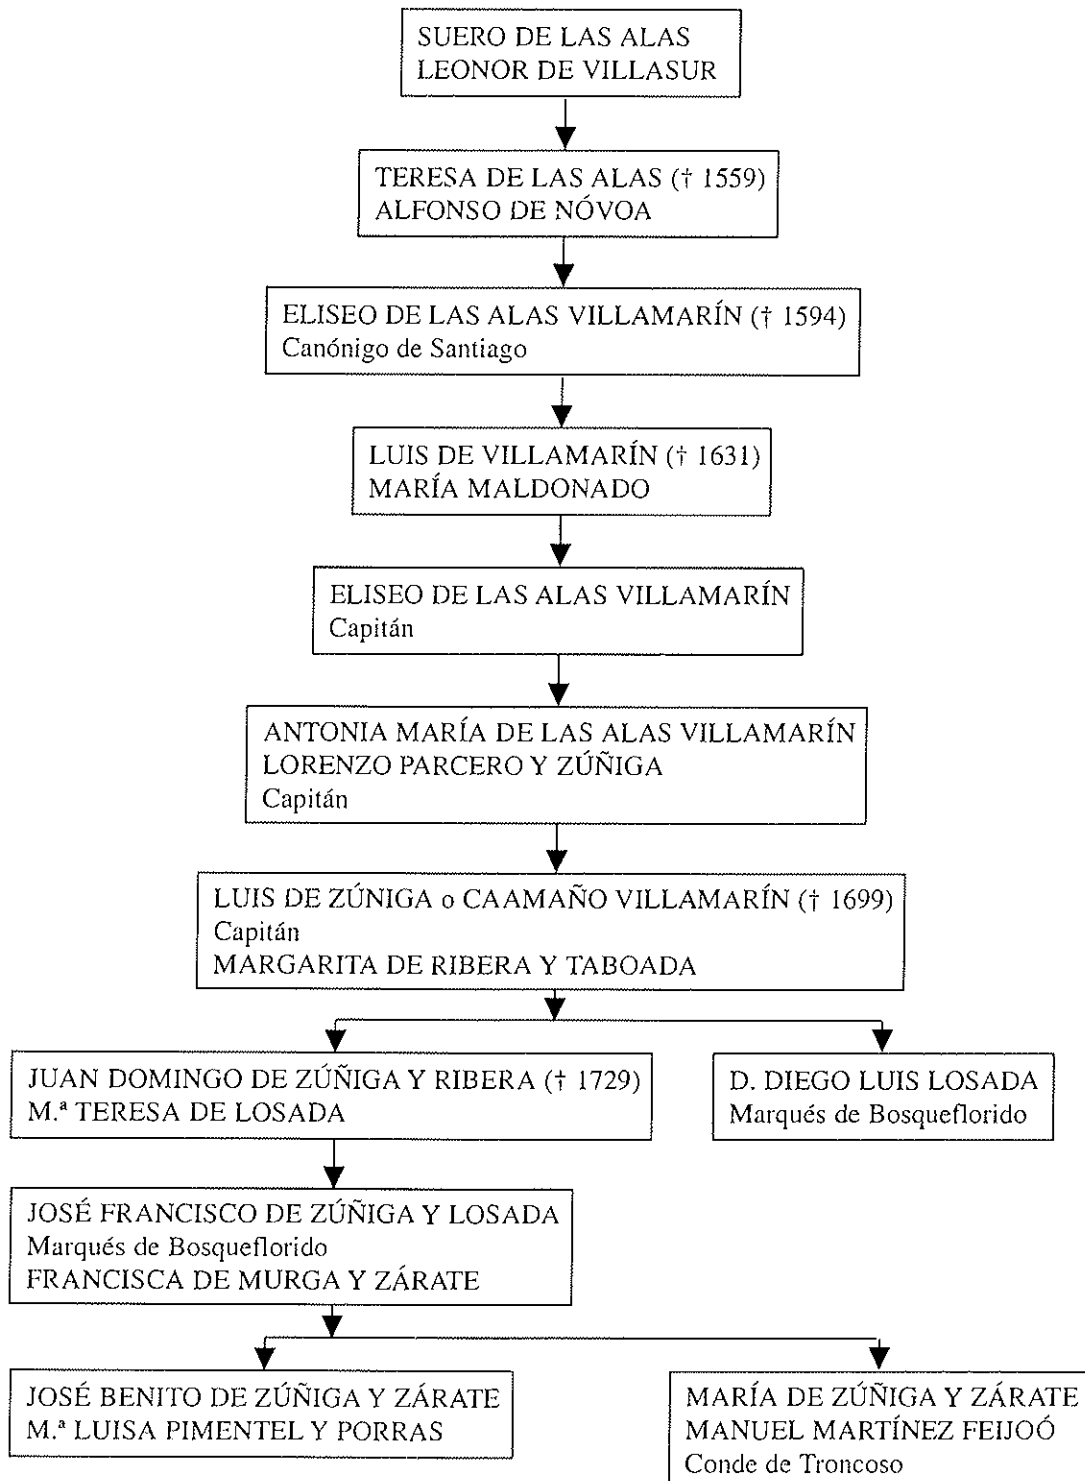 SUERO DE LAS ALAS
LEONOR DE VILLASUR
TERESA DE LAS ALAS († 1559)
ALFONSO DE NÓVOA
ELISEO DE LAS ALAS VILLAMARÍN († 1594)
Canónigo de Santiago
LUIS DE VILLAMARÍN († 1631)
MARÍA MALDONADO
ELISEO DE LAS ALAS VILLAMARÍN
Capitán
ANTONIA MARÍA DE LAS ALAS VILLAMARÍN
LORENZO PARCERO Y ZÚÑIGA
Capitán
LUIS DE ZÚNIGA o CAAMAÑO VILLAMARÍN († 1699)
Capitán
MARGARITA DE RIBERA Y TABOADA
JUAN DOMINGO DE ZÚÑIGA Y RIBERA († 1729)
M.ª TERESA DE LOSADA
D. DIEGO LUIS LOSADA
Marqués de Bosqueflorido
JOSÉ FRANCISCO DE ZÚÑIGA Y LOSADA
Marqués de Bosqueflorido
FRANCISCA DE MURGA Y ZÁRATE
JOSÉ BENITO DE ZÚÑIGA Y ZÁRATE
M.ª LUISA PIMENTEL Y PORRAS
MARÍA DE ZÚÑIGA Y ZÁRATE
MANUEL MARTÍNEZ FEIJOÓ
Conde de Troncoso